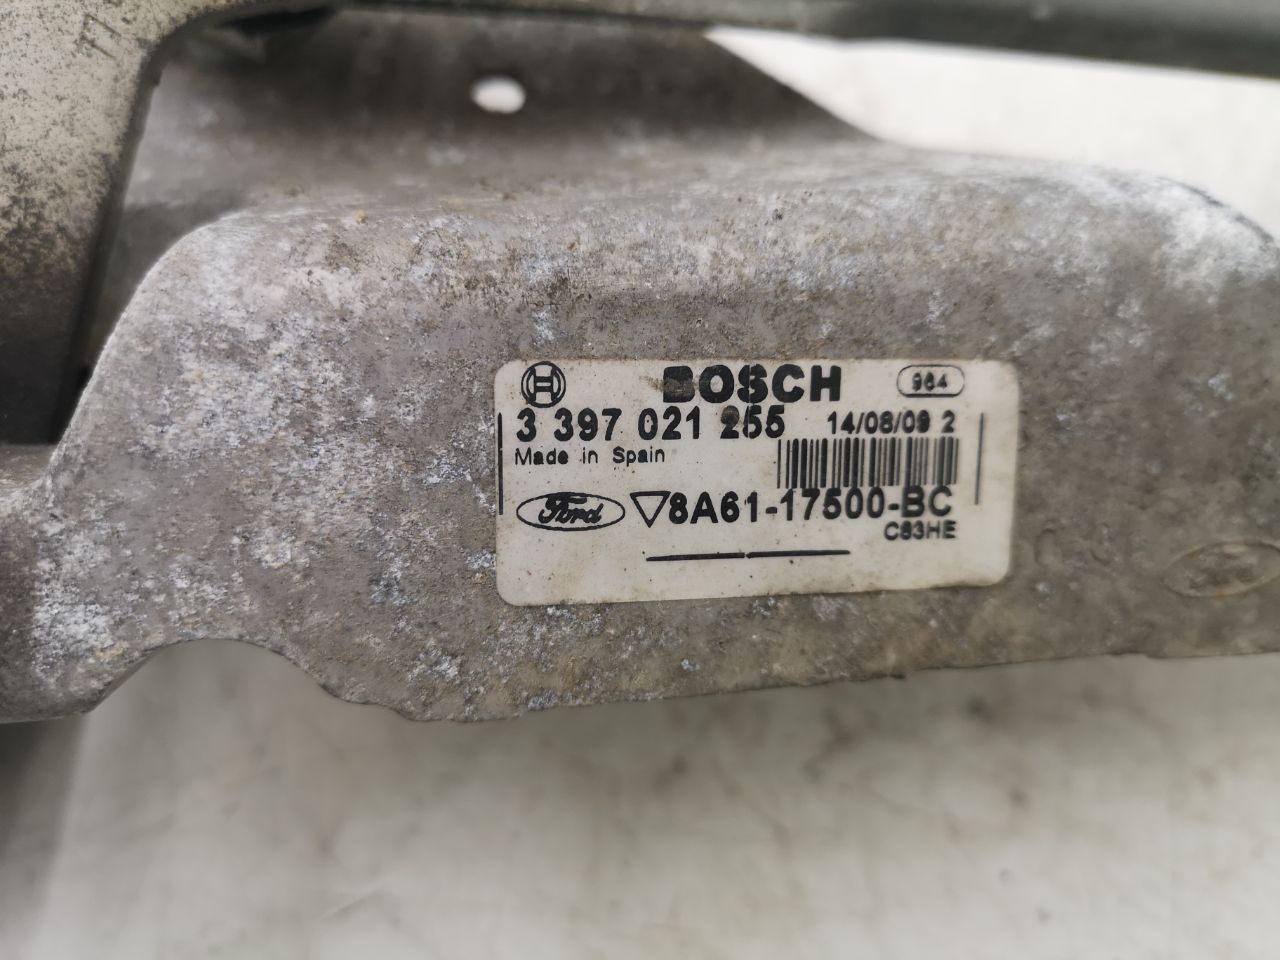 BOSCH 984
3 397 021 255 14/08/09 2
Made in Spain
Ford 8A61-17500-BC
C83HE